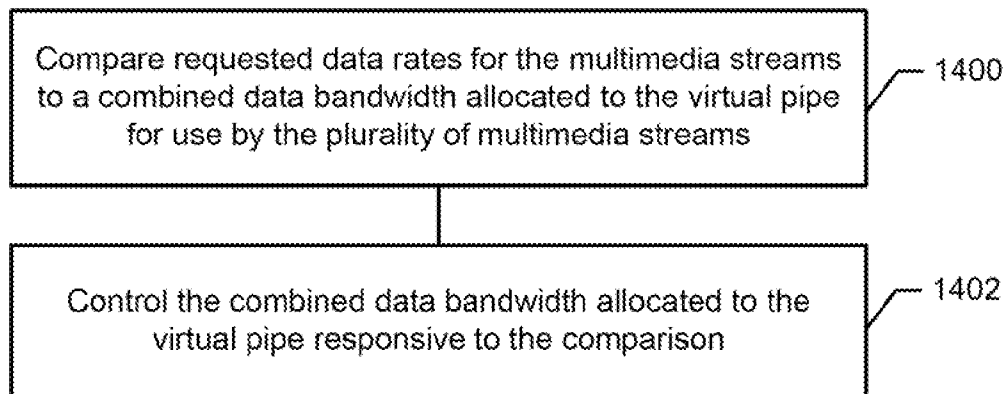 Compare requested data rates for the multimedia streams
to a combined data bandwidth allocated to the virtual pipe
for use by the plurality of multimedia streams
1400
Control the combined data bandwidth allocated to the
virtual pipe responsive to the comparison
1402